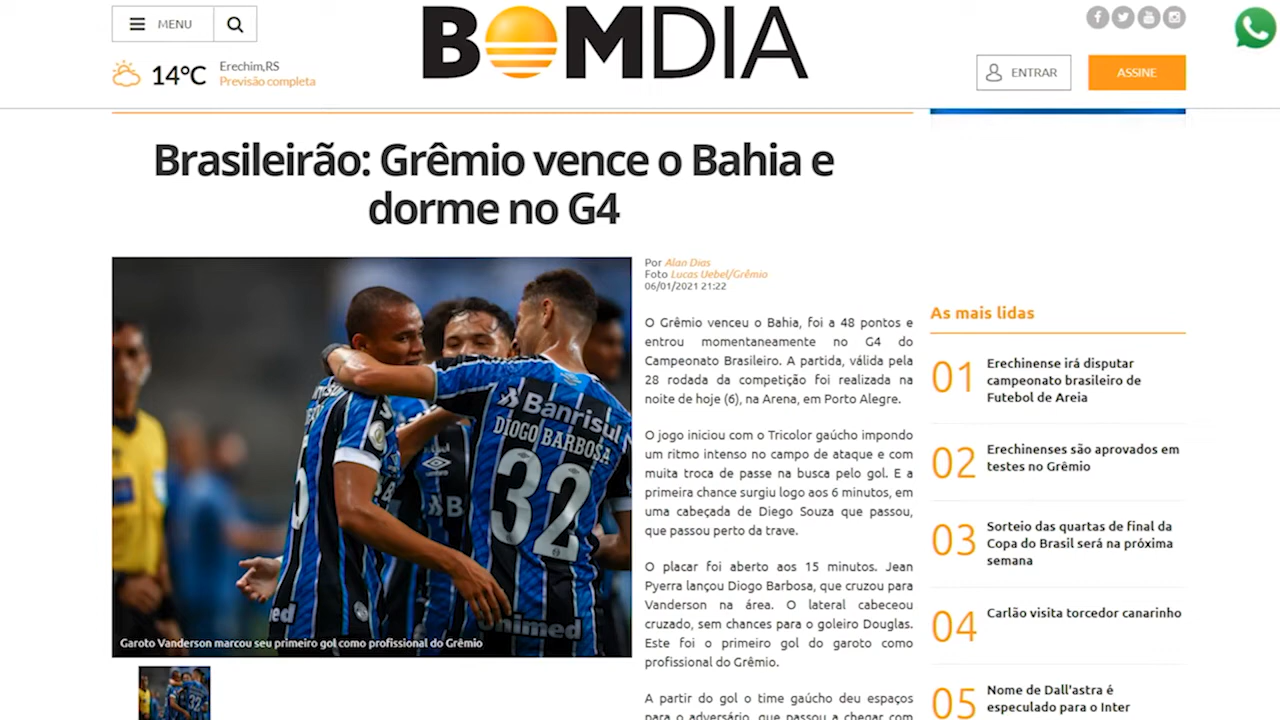 MENU
BOMDIA
14°C
Erechim,RS
Previsão completa
ENTRAR
ASSINE
Brasileirão: Grêmio vence o Bahia e
dorme no G4
Banrisul
DIOGO BARBOSA
32
B
ed
Unimed
Garoto Vanderson marcou seu primeiro gol como profissional do Grêmio
32
Por Alan Dias
Foto Lucas Uebel/Grêmio
06/01/2021 21:22
O Grêmio venceu o Bahia, foi a 48 pontos e
entrou momentaneamente no G4 do
Campeonato Brasileiro. A partida, válida pela
28 rodada da competição foi realizada na
noite de hoje (6), na Arena, em Porto Alegre.
O jogo iniciou com o Tricolor gaúcho impondo
um ritmo intenso no campo de ataque e com
muita troca de passe na busca pelo gol. E a
primeira chance surgiu logo aos 6 minutos, em
uma cabeçada de Diego Souza que passou,
que passou perto da trave.
O placar foi aberto aos 15 minutos. Jean
Pyerra lançou Diogo Barbosa, que cruzou para
Vanderson na área. O lateral cabeceou
cruzado, sem chances para o goleiro Douglas.
Este foi o primeiro gol do garoto como
profissional do Grêmio.
A partir do gol o time gaúcho deu espaços
para o adversário, que passou a chegar com
As mais lidas
01 Erechinense irá disputar
campeonato brasileiro de
Futebol de Areia
02 Erechinenses são aprovados em
testes no Grêmio
03 Sorteio das quartas de final da
Copa do Brasil será na próxima
semana
04 Carlão visita torcedor canarinho
05 Nome de Dall'astra é
especulado para o Inter